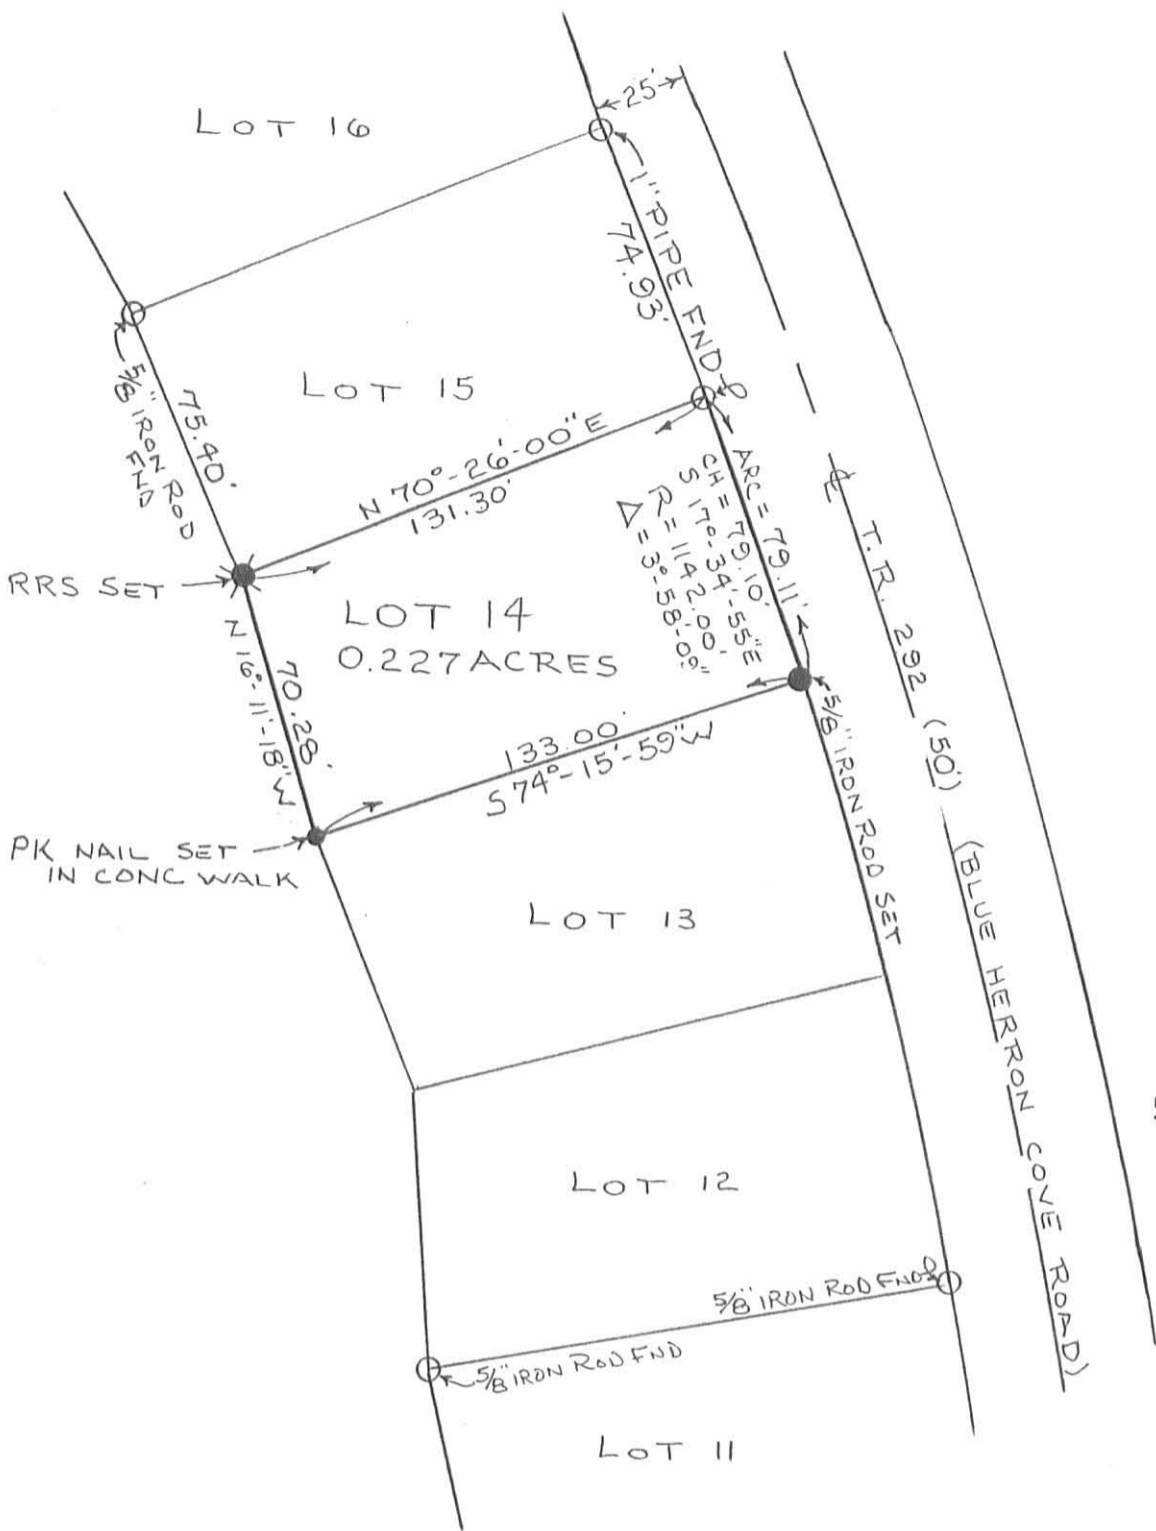 LOT 16
25'
1" PIPE FND
74.93'
5/8" IRON ROD
FND
75.40'
LOT 15
N 70°-26'-00" E
131.30'
ARC = 79.11'
CH = 79.10'
S 17°-34'-55" E
R = 1142.00'
Δ = 3°-58'-09"
RRS SET
LOT 14
0.227 ACRES
N 16°-11'-18" W
70.28'
133.00'
S 74°-15'-59" W
5/8" IRON ROD SET
PK NAIL SET
IN CONC WALK
℄ T. R. 292 (50') (BLUE HERRON COVE ROAD)
LOT 13
LOT 12
5/8" IRON ROD FND
5/8" IRON ROD FND
LOT 11